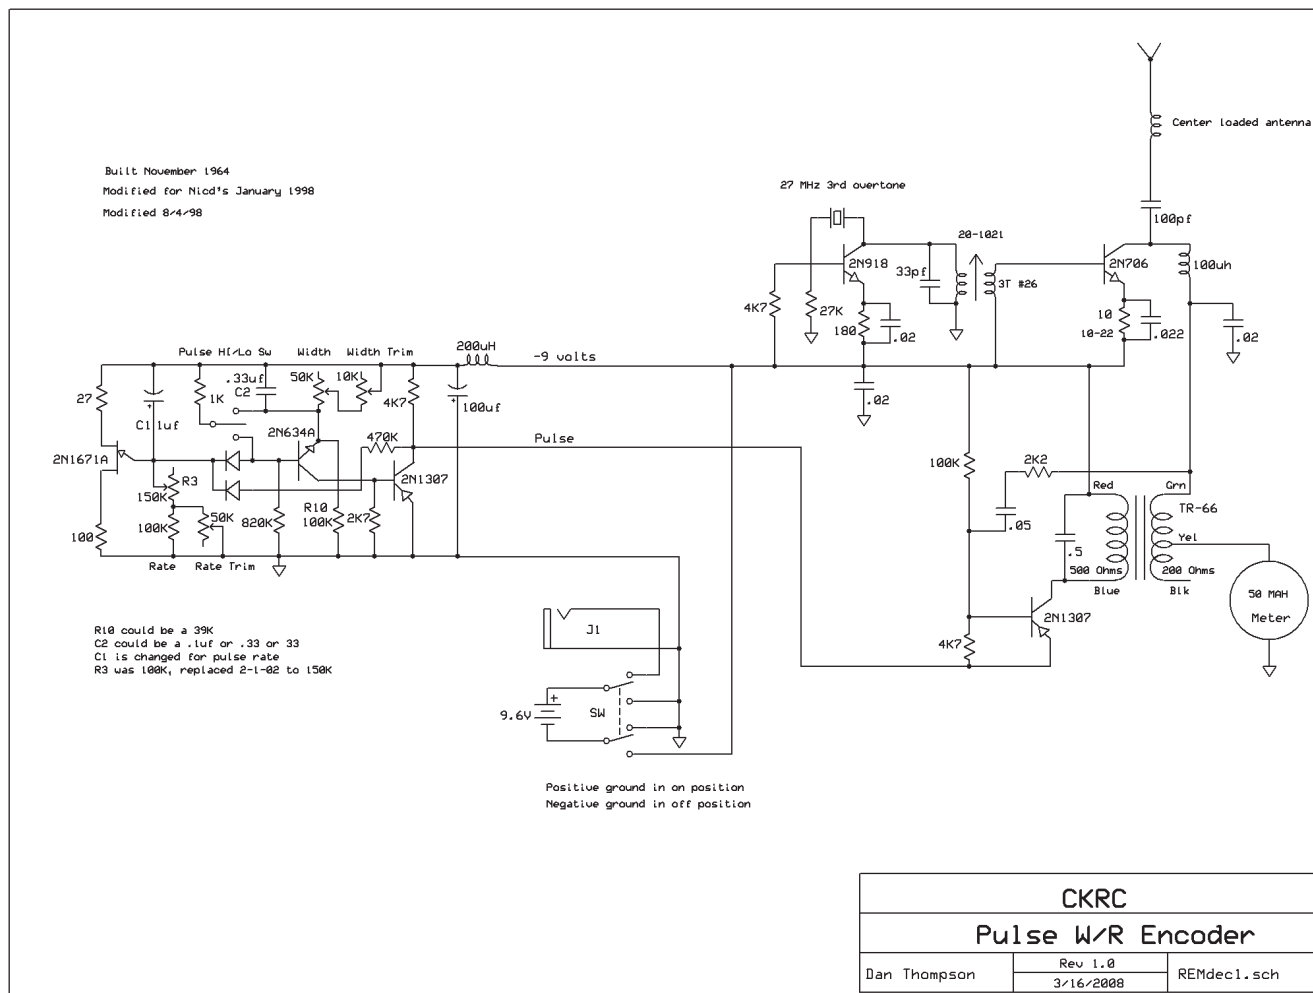 Center loaded antenna
Built November 1964
Modified for Nicd's January 1998
Modified 8/4/98
27 MHz 3rd overtone
100pf
20-1021
2N918
33pf
3T #26
2N706
100uh
4K7
27K
180
.02
10
10-22
.022
.02
200uH
-9 volts
Pulse HI/Lo Sw
Width
Width Trim
.33uf
C2
50K
10K
27
1K
4K7
100uf
.02
C1 1uf
2N634A
470K
Pulse
2N1671A
2N1307
R3
150K
100K
2K2
Red
Grn
TR-66
50K
100K
820K
R10
100K
2K7
100
.05
.5
Yel
500 Ohms
200 Ohms
Rate
Rate Trim
Blue
Blk
50 MAH
Meter
2N1307
4K7
J1
R10 could be a 39K
C2 could be a .1uf or .33 or 33
C1 is changed for pulse rate
R3 was 100K, replaced 2-1-02 to 150K
+
9.6V
SW
Positive ground in on position
Negative ground in off position
CKRC
Pulse W/R Encoder
Dan Thompson
Rev 1.0
3/16/2008
REMdec1.sch